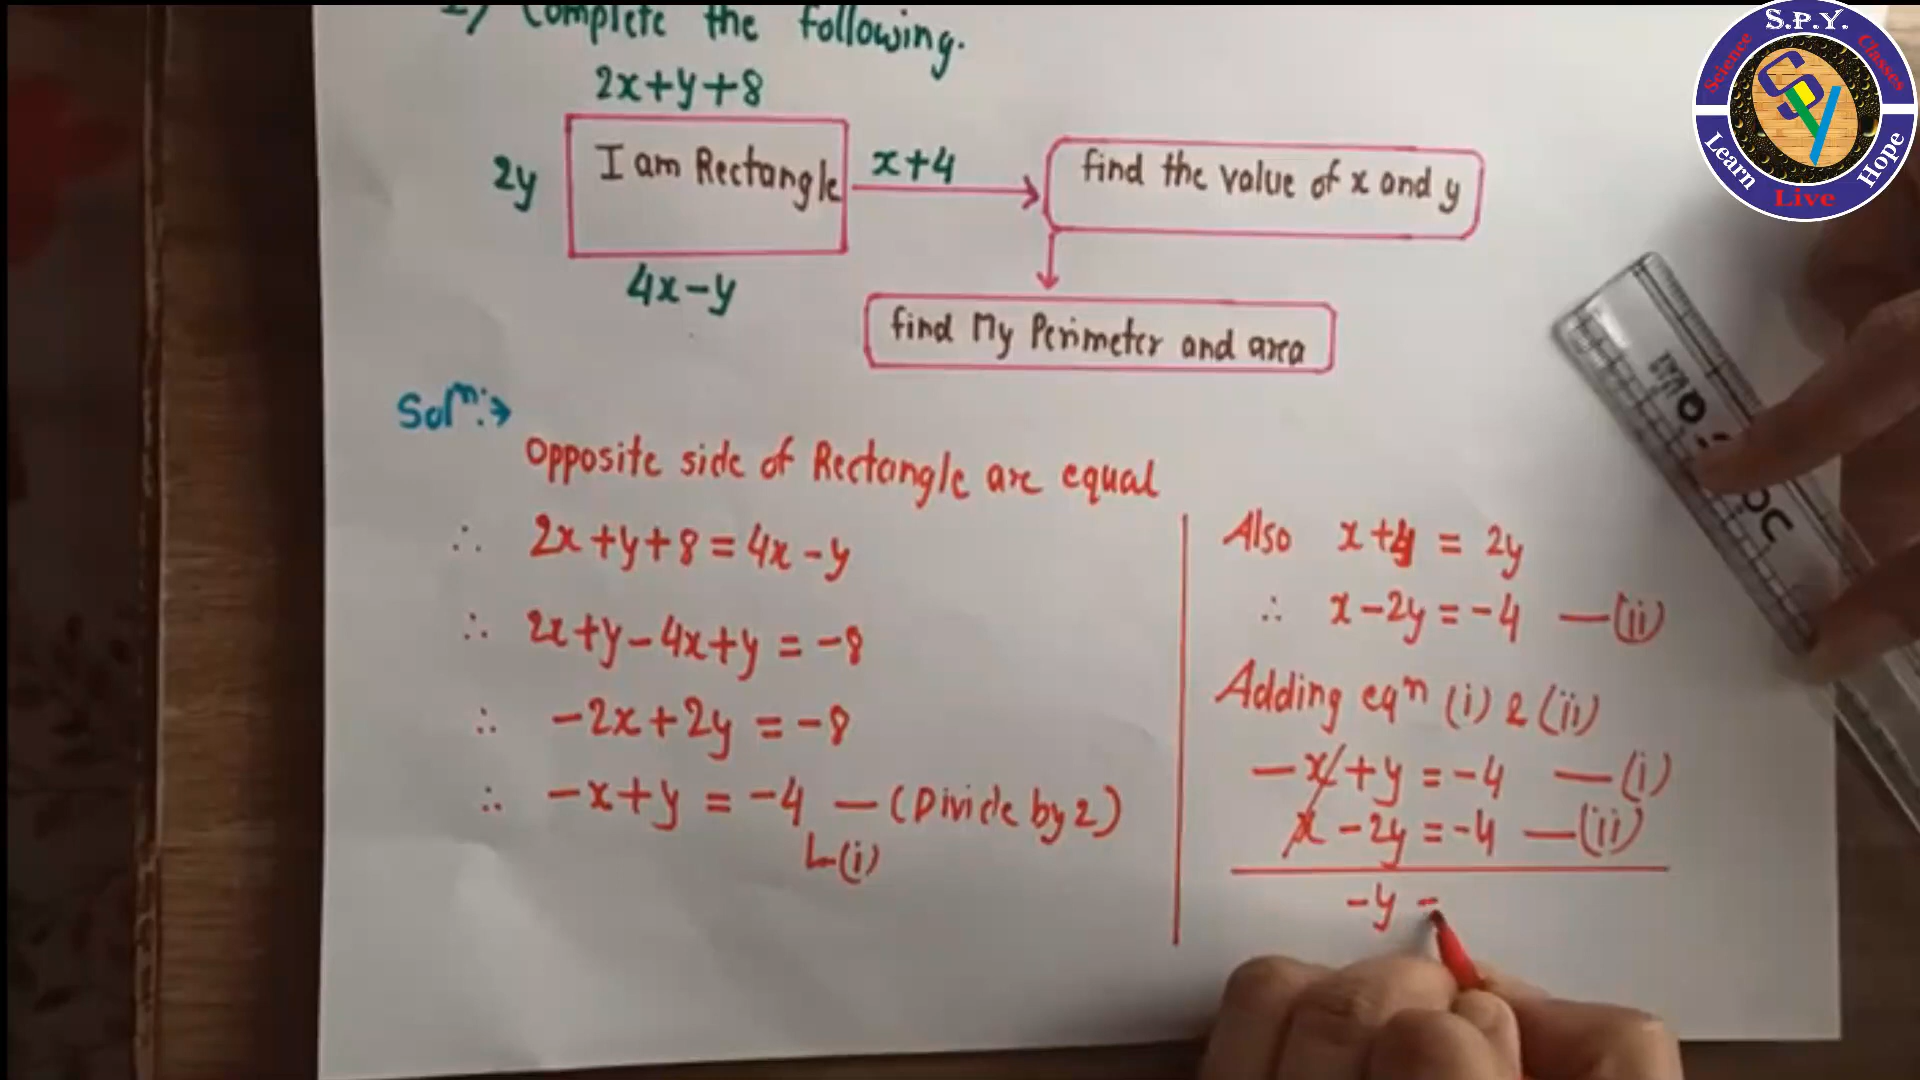 Complete the following.
2x+y+8
2y
I am Rectangle
x+4
find the value of x and y
4x-y
find My Perimeter and area
Solⁿ:→
Opposite side of Rectangle are equal
∴ 2x+y+8=4x-y
∴ 2x+y-4x+y=-8
∴ -2x+2y=-8
∴ -x+y=-4 —(Divide by 2)
(i)
Also x+4=2y
∴ x-2y=-4 —(ii)
Adding eqⁿ (i) & (ii)
-x+y=-4 —(i)
x-2y=-4 —(ii)
-y =
S.P.Y.
Science
Classes
SPY
Learn
Live
Hope